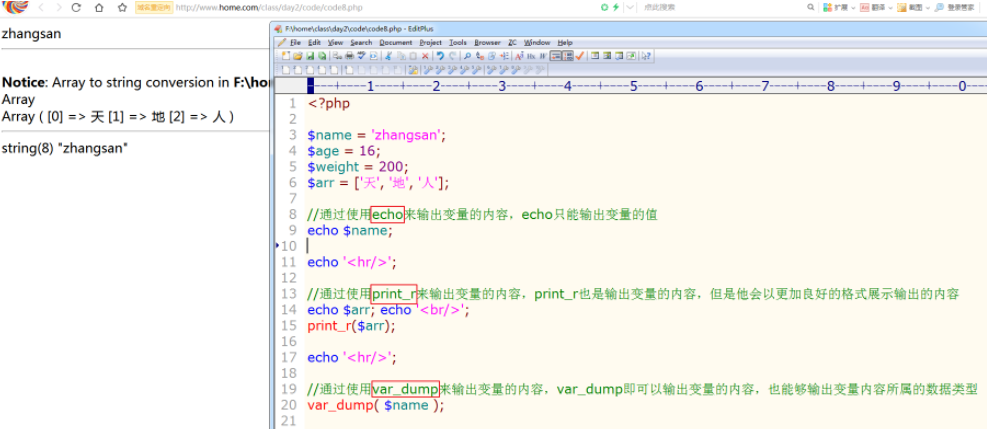 域名重定向 http://www.home.com/class/day2/code/code8.php 点此搜索 扩展 翻译 截图 登录管家
zhangsan
Notice: Array to string conversion in F:\hon
Array
Array ( [0] => 天 [1] => 地 [2] => 人 )
string(8) "zhangsan"
F:\home\class\day2\code\code8.php - EditPlus
File Edit View Search Document Project Tools Browser ZC Window Help
----+----1----+----2----+----3----+----4----+----5----+----6----+----7----+----8----+----9----+----0---
1 <?php
2
3 $name = 'zhangsan';
4 $age = 16;
5 $weight = 200;
6 $arr = ['天', '地', '人'];
7
8 //通过使用echo来输出变量的内容，echo只能输出变量的值
9 echo $name;
10
11 echo '<hr/>';
12
13 //通过使用print_r来输出变量的内容，print_r也是输出变量的内容，但是他会以更加良好的格式展示输出的内容
14 echo $arr; echo '<br/>';
15 print_r($arr);
16
17 echo '<hr/>';
18
19 //通过使用var_dump来输出变量的内容，var_dump即可以输出变量的内容，也能够输出变量内容所属的数据类型
20 var_dump( $name );
21